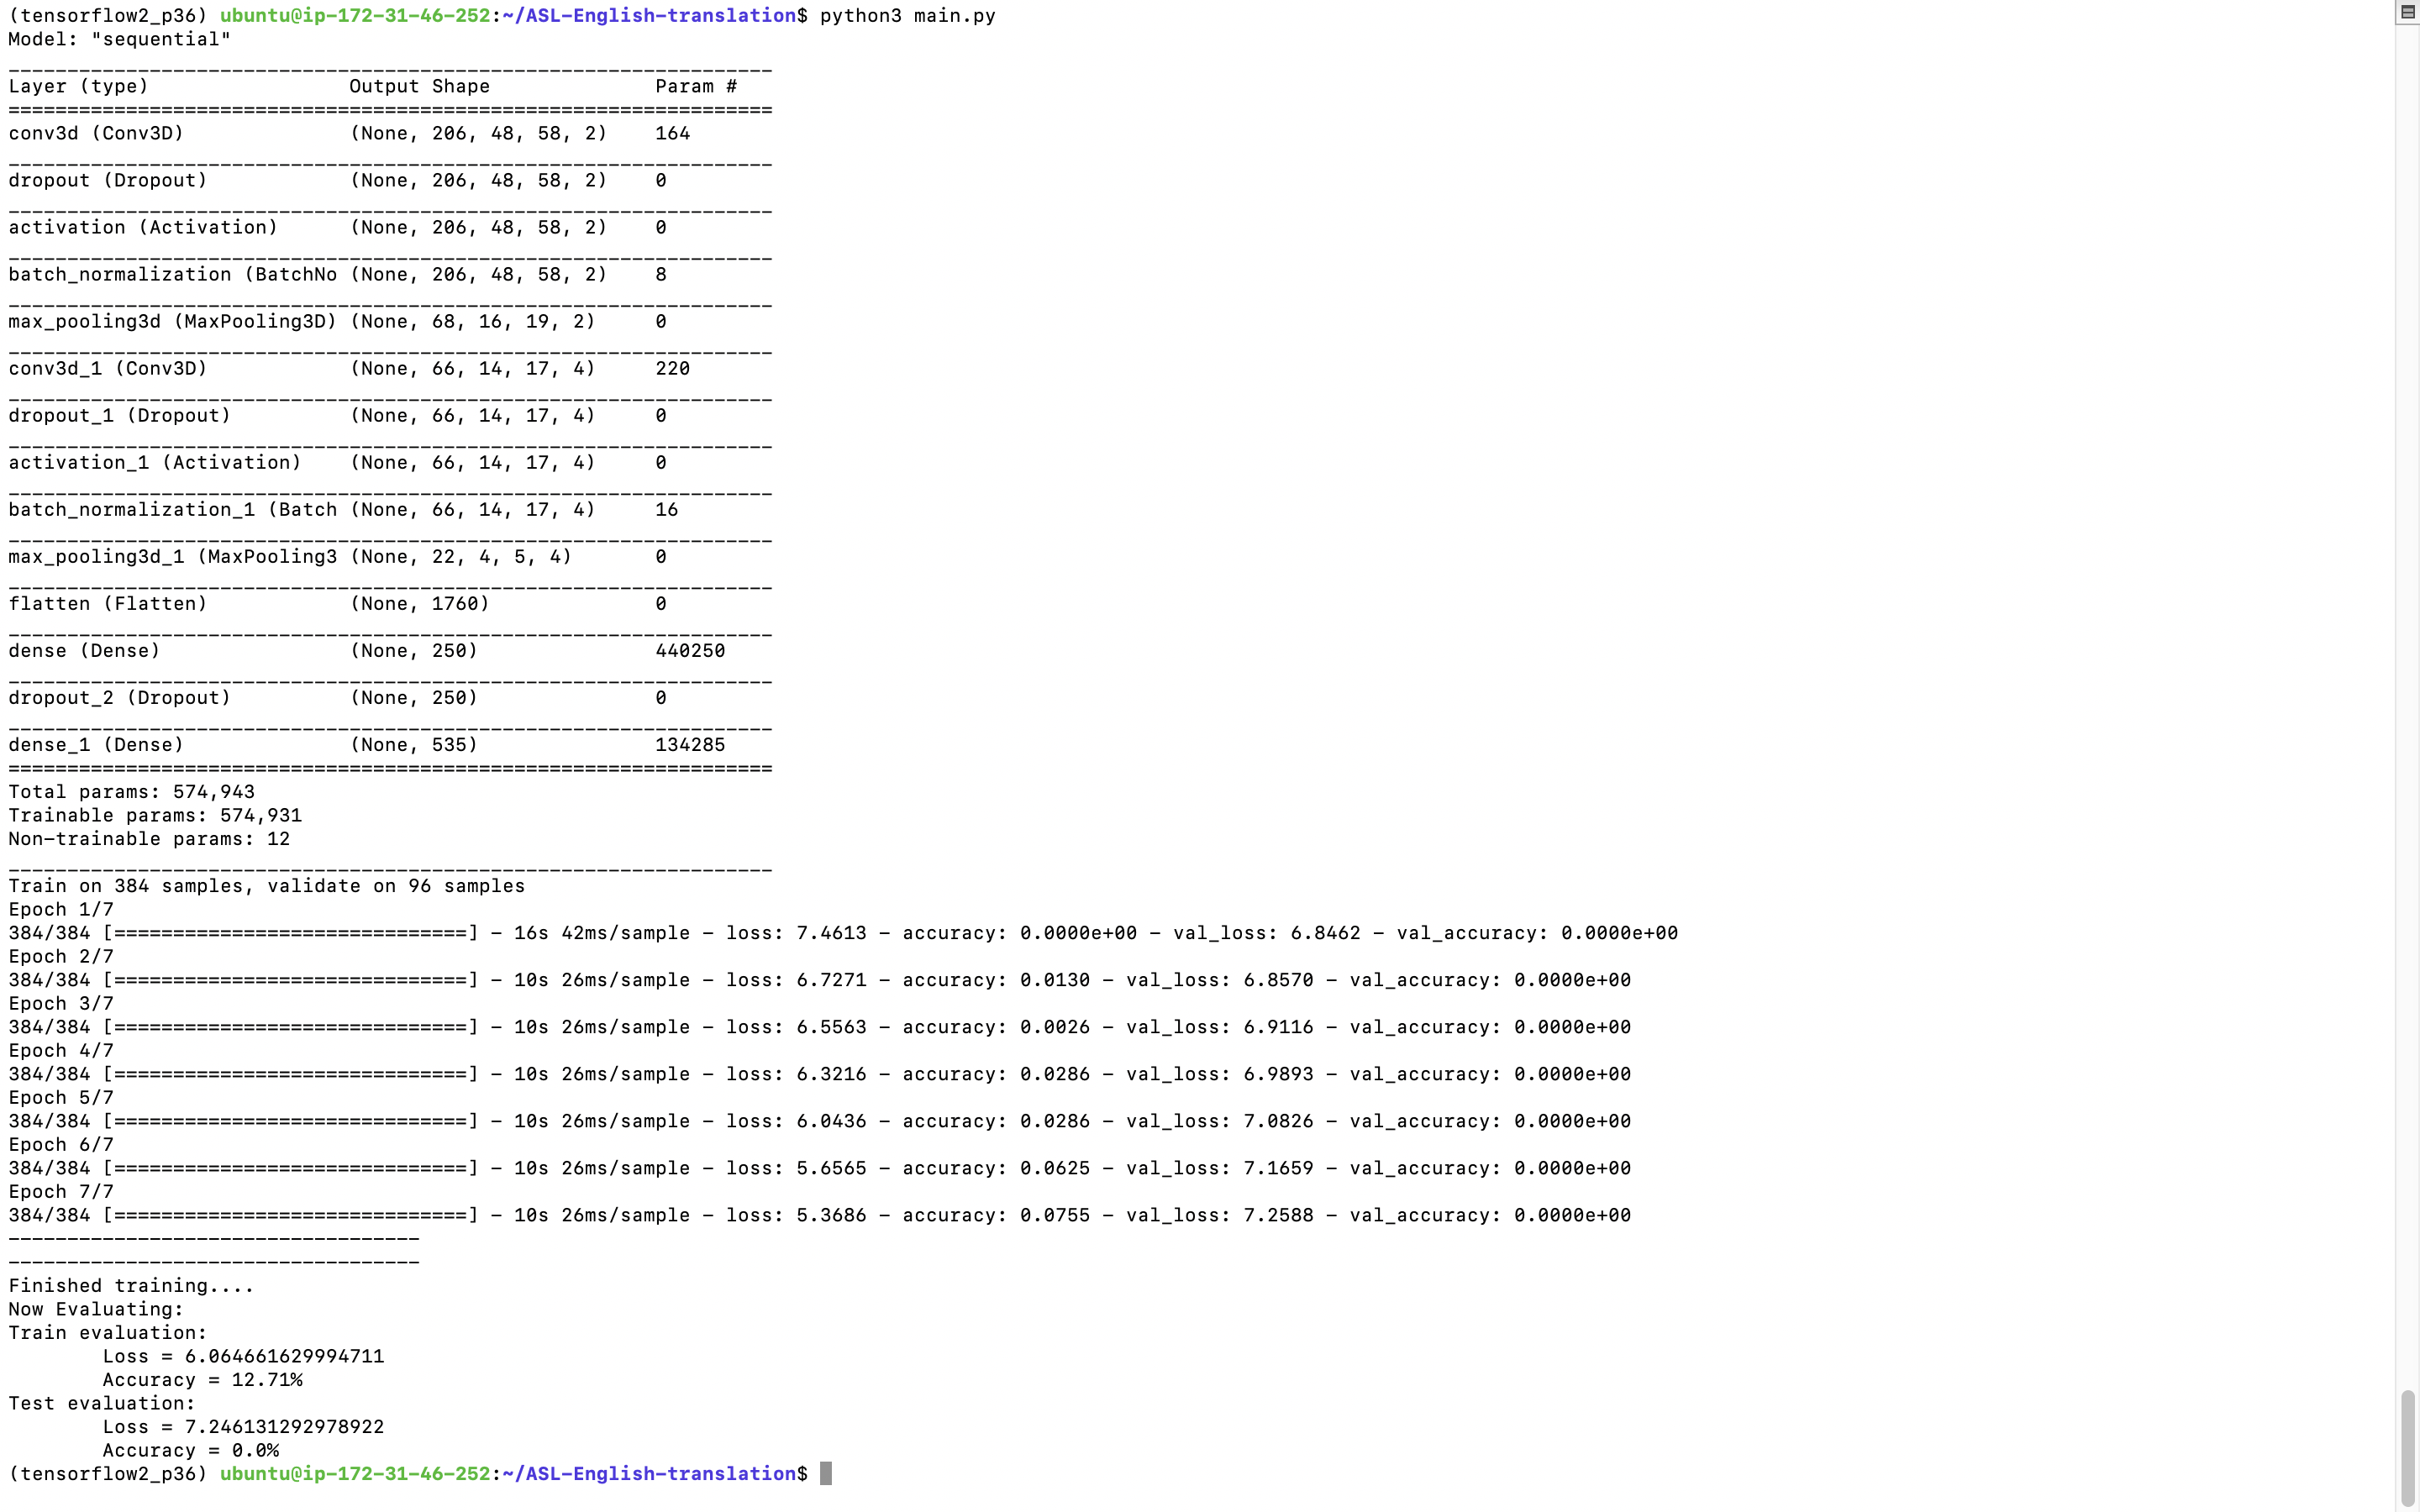 (tensorflow2_p36) ubuntu@ip-172-31-46-252:~/ASL-English-translation$ python3 main.py
Model: "sequential"
_________________________________________________________________
Layer (type)                 Output Shape              Param #
=================================================================
conv3d (Conv3D)              (None, 206, 48, 58, 2)    164
_________________________________________________________________
dropout (Dropout)            (None, 206, 48, 58, 2)    0
_________________________________________________________________
activation (Activation)      (None, 206, 48, 58, 2)    0
_________________________________________________________________
batch_normalization (BatchNo (None, 206, 48, 58, 2)    8
_________________________________________________________________
max_pooling3d (MaxPooling3D) (None, 68, 16, 19, 2)     0
_________________________________________________________________
conv3d_1 (Conv3D)            (None, 66, 14, 17, 4)     220
_________________________________________________________________
dropout_1 (Dropout)          (None, 66, 14, 17, 4)     0
_________________________________________________________________
activation_1 (Activation)    (None, 66, 14, 17, 4)     0
_________________________________________________________________
batch_normalization_1 (Batch (None, 66, 14, 17, 4)     16
_________________________________________________________________
max_pooling3d_1 (MaxPooling3 (None, 22, 4, 5, 4)       0
_________________________________________________________________
flatten (Flatten)            (None, 1760)              0
_________________________________________________________________
dense (Dense)                (None, 250)               440250
_________________________________________________________________
dropout_2 (Dropout)          (None, 250)               0
_________________________________________________________________
dense_1 (Dense)              (None, 535)               134285
=================================================================
Total params: 574,943
Trainable params: 574,931
Non-trainable params: 12
_________________________________________________________________
Train on 384 samples, validate on 96 samples
Epoch 1/7
384/384 [==============================] - 16s 42ms/sample - loss: 7.4613 - accuracy: 0.0000e+00 - val_loss: 6.8462 - val_accuracy: 0.0000e+00
Epoch 2/7
384/384 [==============================] - 10s 26ms/sample - loss: 6.7271 - accuracy: 0.0130 - val_loss: 6.8570 - val_accuracy: 0.0000e+00
Epoch 3/7
384/384 [==============================] - 10s 26ms/sample - loss: 6.5563 - accuracy: 0.0026 - val_loss: 6.9116 - val_accuracy: 0.0000e+00
Epoch 4/7
384/384 [==============================] - 10s 26ms/sample - loss: 6.3216 - accuracy: 0.0286 - val_loss: 6.9893 - val_accuracy: 0.0000e+00
Epoch 5/7
384/384 [==============================] - 10s 26ms/sample - loss: 6.0436 - accuracy: 0.0286 - val_loss: 7.0826 - val_accuracy: 0.0000e+00
Epoch 6/7
384/384 [==============================] - 10s 26ms/sample - loss: 5.6565 - accuracy: 0.0625 - val_loss: 7.1659 - val_accuracy: 0.0000e+00
Epoch 7/7
384/384 [==============================] - 10s 26ms/sample - loss: 5.3686 - accuracy: 0.0755 - val_loss: 7.2588 - val_accuracy: 0.0000e+00
-----------------------------------
-----------------------------------
Finished training....
Now Evaluating:
Train evaluation:
        Loss = 6.064661629994711
        Accuracy = 12.71%
Test evaluation:
        Loss = 7.246131292978922
        Accuracy = 0.0%
(tensorflow2_p36) ubuntu@ip-172-31-46-252:~/ASL-English-translation$